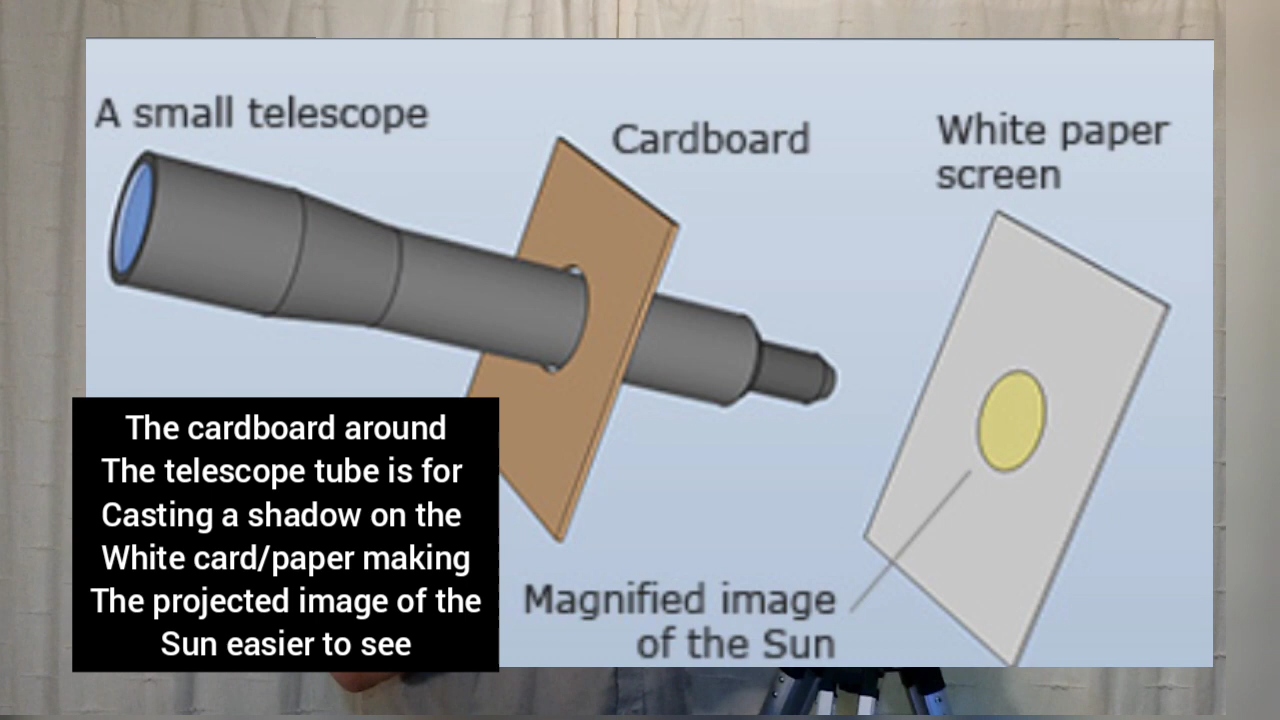 A small telescope
Cardboard
White paper
screen
The cardboard around
The telescope tube is for
Casting a shadow on the
White card/paper making
The projected image of the
Sun easier to see
Magnified image
of the Sun